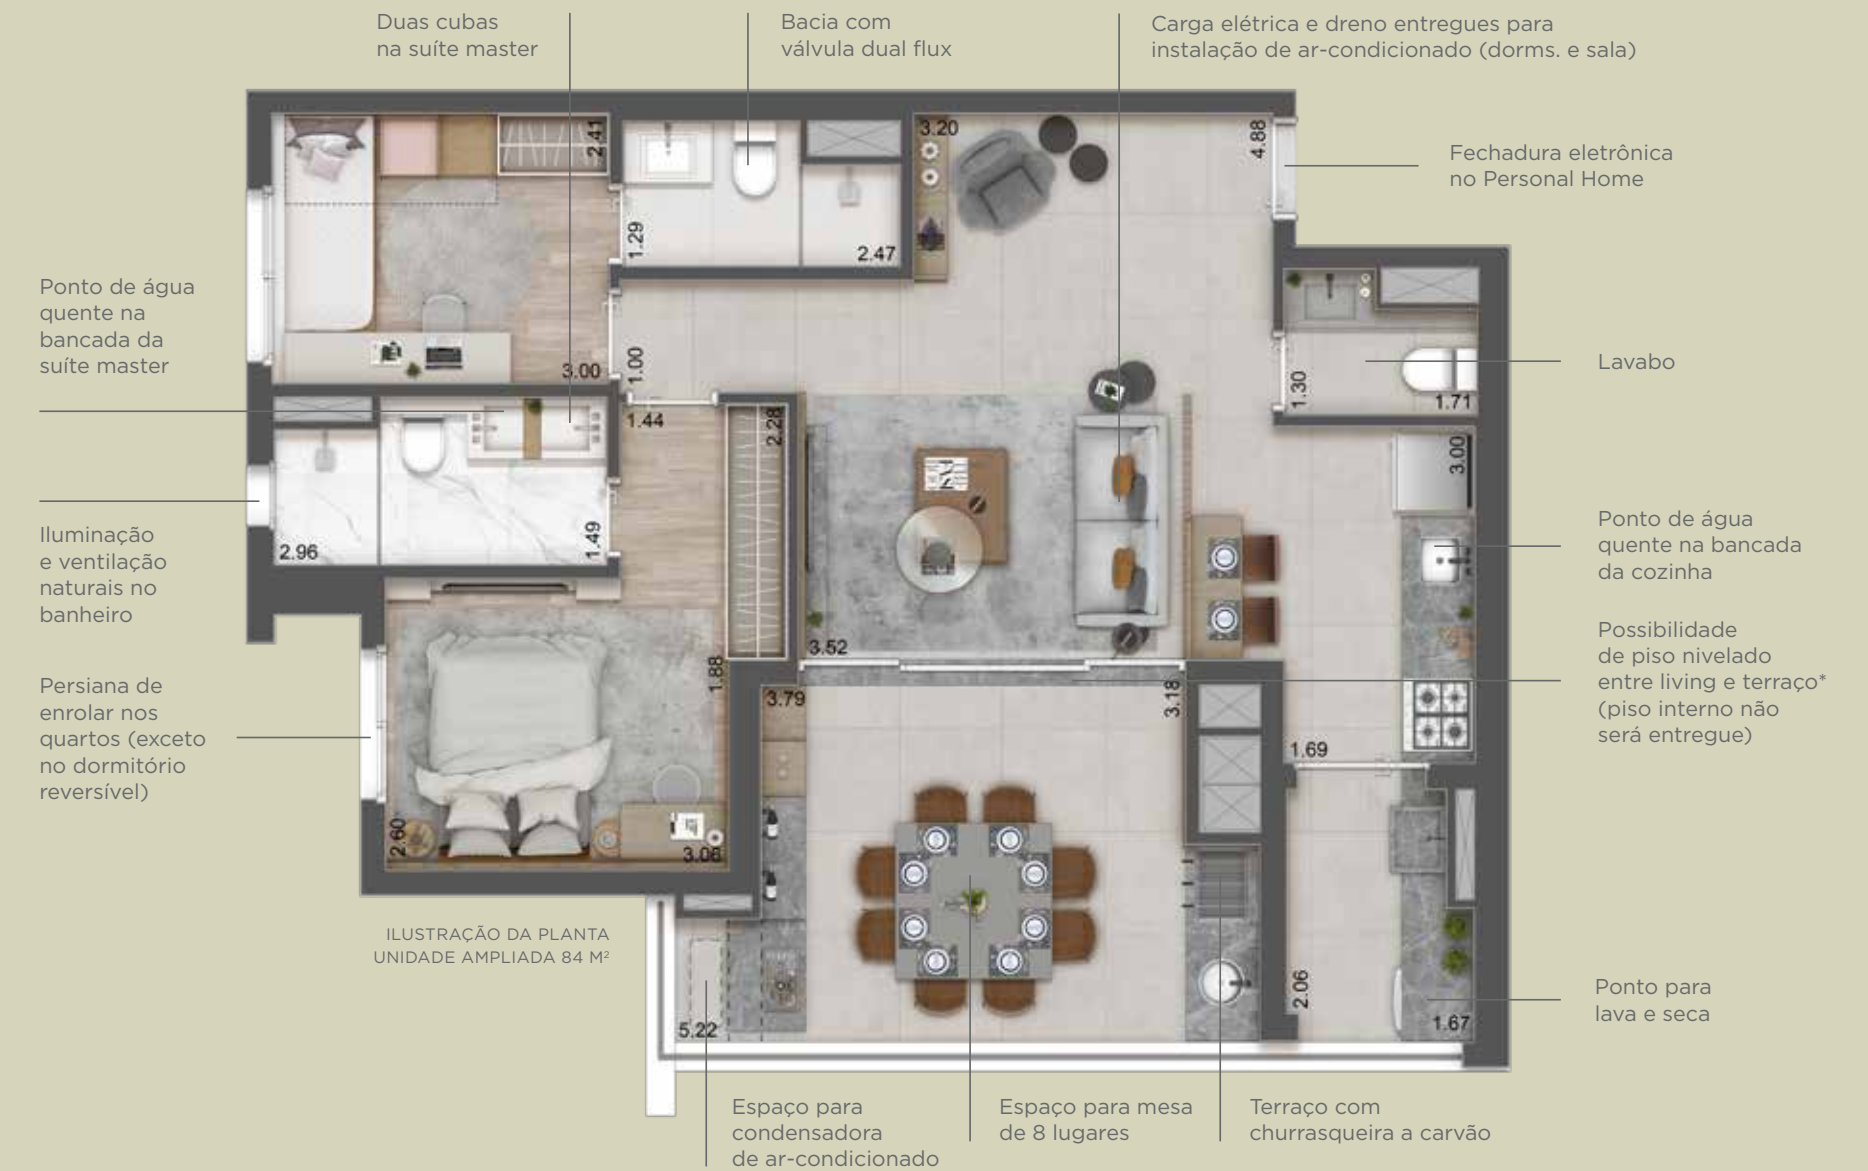 Duas cubas
na suíte master
Bacia com
válvula dual flux
Carga elétrica e dreno entregues para
instalação de ar-condicionado (dorms. e sala)
Fechadura eletrônica
no Personal Home
Ponto de água
quente na
bancada da
suíte master
Lavabo
Iluminação
e ventilação
naturais no
banheiro
Ponto de água
quente na bancada
da cozinha
Possibilidade
de piso nivelado
entre living e terraço*
(piso interno não
será entregue)
Persiana de
enrolar nos
quartos (exceto
no dormitório
reversível)
ILUSTRAÇÃO DA PLANTA
UNIDADE AMPLIADA 84 M²
Ponto para
lava e seca
Espaço para
condensadora
de ar-condicionado
Espaço para mesa
de 8 lugares
Terraço com
churrasqueira a carvão
2.41
3.20
4.88
1.29
2.47
3.00
1.00
1.44
2.28
1.30
1.71
3.00
2.96
1.49
3.52
1.88
3.79
3.18
1.69
2.60
3.06
5.22
2.06
1.67